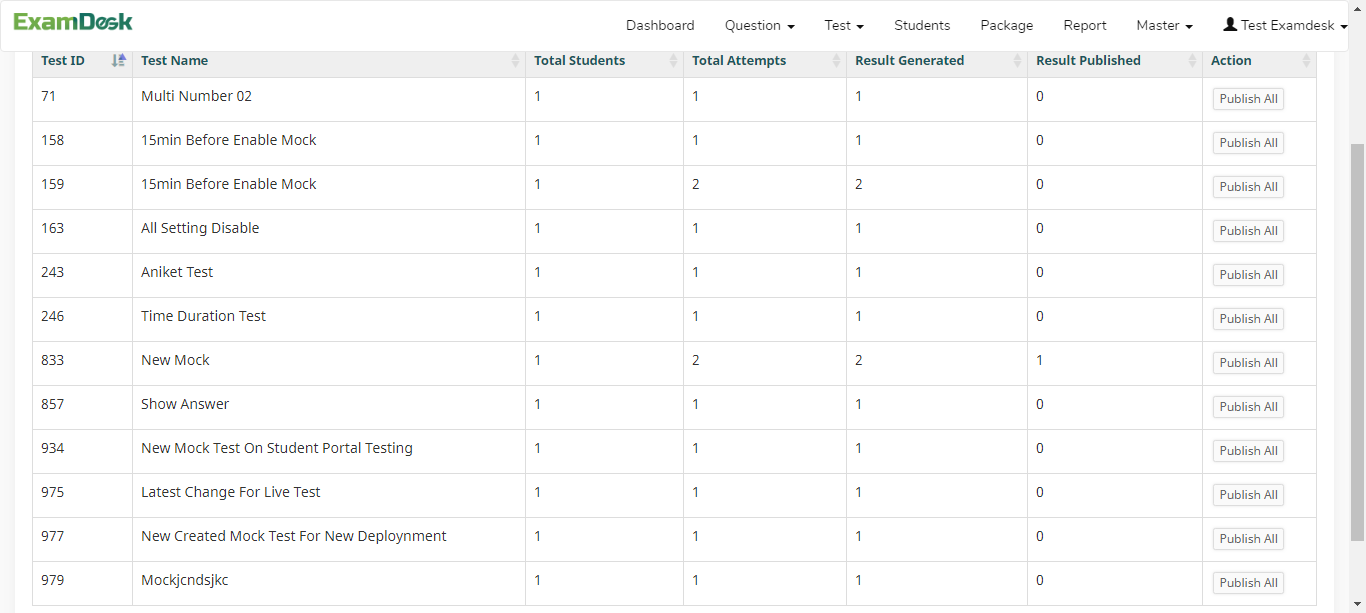 ExamDesk Dashboard Question Test Students Package Report Master Test Examdesk
Test ID Test Name Total Students Total Attempts Result Generated Result Published Action
71 Multi Number 02 1 1 1 0 Publish All
158 15min Before Enable Mock 1 1 1 0 Publish All
159 15min Before Enable Mock 1 2 2 0 Publish All
163 All Setting Disable 1 1 1 0 Publish All
243 Aniket Test 1 1 1 0 Publish All
246 Time Duration Test 1 1 1 0 Publish All
833 New Mock 1 2 2 1 Publish All
857 Show Answer 1 1 1 0 Publish All
934 New Mock Test On Student Portal Testing 1 1 1 0 Publish All
975 Latest Change For Live Test 1 1 1 0 Publish All
977 New Created Mock Test For New Deploynment 1 1 1 0 Publish All
979 Mockjcndsjkc 1 1 1 0 Publish All